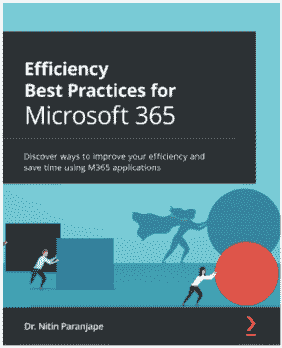 Efficiency
Best Practices for
Microsoft 365
Discover ways to improve your efficiency and
save time using M365 applications
Dr. Nitin Paranjape